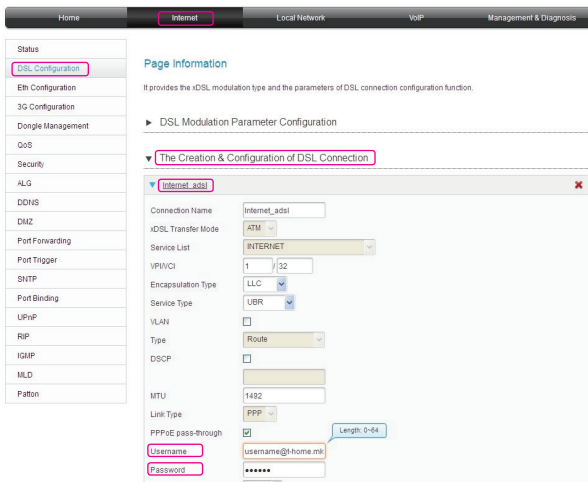 Home Internet Local Network VoIP Management & Diagnosis
Status
DSL Configuration
Eth Configuration
3G Configuration
Dongle Management
QoS
Security
ALG
DDNS
DMZ
Port Forwarding
Port Trigger
SNTP
Port Binding
UPnP
RIP
IGMP
MLD
Patton
Page Information
It provides the xDSL modulation type and the parameters of DSL connection configuration function.
DSL Modulation Parameter Configuration
The Creation & Configuration of DSL Connection
Internet_adsl
Connection Name Internet_adsl
xDSL Transfer Mode ATM
Service List INTERNET
VPI/VCI 1 / 32
Encapsulation Type LLC
Service Type UBR
VLAN
Type Route
DSCP
MTU 1492
Link Type PPP
PPPoE pass-through Length: 0~64
Username username@t-home.mk
Password ••••••